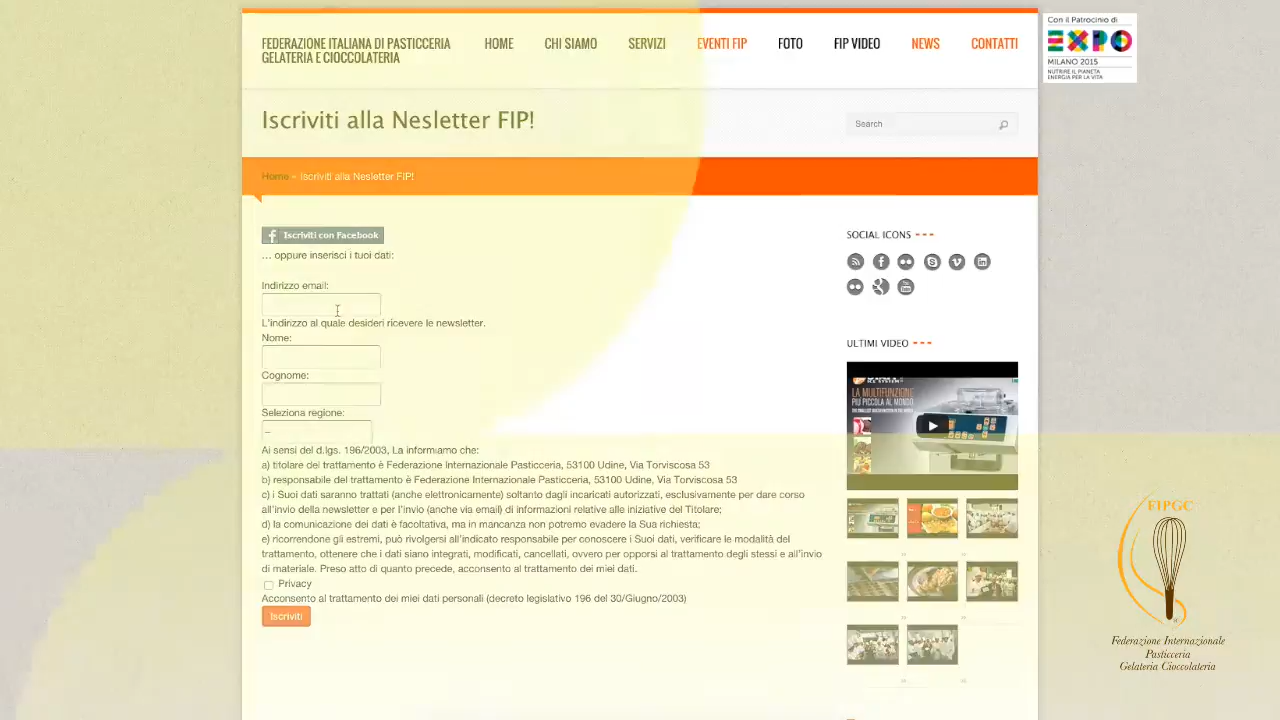 FEDERAZIONE ITALIANA DI PASTICCERIA
GELATERIA E CIOCCOLATERIA
HOME
CHI SIAMO
SERVIZI
EVENTI FIP
FOTO
FIP VIDEO
NEWS
CONTATTI
Con il Patrocinio di
EXPO
MILANO 2015
NUTRIRE IL PIANETA
ENERGIA PER LA VITA
Iscriviti alla Nesletter FIP!
Search
Home » Iscriviti alla Nesletter FIP!
Iscriviti con Facebook
... oppure inserisci i tuoi dati:
Indirizzo email:
L'indirizzo al quale desideri ricevere le newsletter.
Nome:
Cognome:
Seleziona regione:
--
Ai sensi del d.lgs. 196/2003, La informiamo che:
a) titolare del trattamento è Federazione Internazionale Pasticceria, 53100 Udine, Via Torviscosa 53
b) responsabile del trattamento è Federazione Internazionale Pasticceria, 53100 Udine, Via Torviscosa 53
c) i Suoi dati saranno trattati (anche elettronicamente) soltanto dagli incaricati autorizzati, esclusivamente per dare corso
all'invio della newsletter e per l'invio (anche via email) di informazioni relative alle iniziative del Titolare;
d) la comunicazione dei dati è facoltativa, ma in mancanza non potremo evadere la Sua richiesta;
e) ricorrendone gli estremi, può rivolgersi all'indicato responsabile per conoscere i Suoi dati, verificare le modalità del
trattamento, ottenere che i dati siano integrati, modificati, cancellati, ovvero per opporsi al trattamento degli stessi e all'invio
di materiale. Preso atto di quanto precede, acconsento al trattamento dei miei dati.
Privacy
Acconsento al trattamento dei miei dati personali (decreto legislativo 196 del 30/Giugno/2003)
Iscriviti
SOCIAL ICONS
ULTIMI VIDEO
LA MULTIFUNZIONE
PIÙ PICCOLA AL MONDO
FIPGC
Federazione Internazionale
Pasticceria
Gelateria Cioccolateria